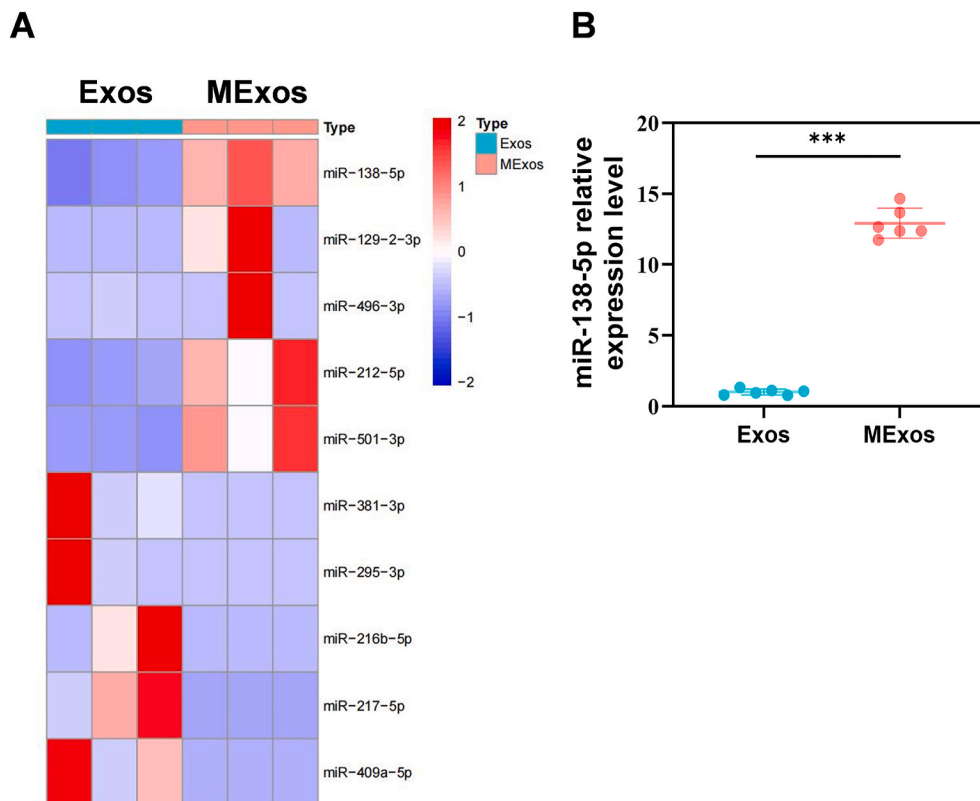 A
Exos MExos
Type
miR-138-5p
miR-129-2-3p
miR-496-3p
miR-212-5p
miR-501-3p
miR-381-3p
miR-295-3p
miR-216b-5p
miR-217-5p
miR-409a-5p
2
1
0
-1
-2
Type
Exos
MExos
B
miR-138-5p relative
expression level
20
15
10
5
0
***
Exos MExos